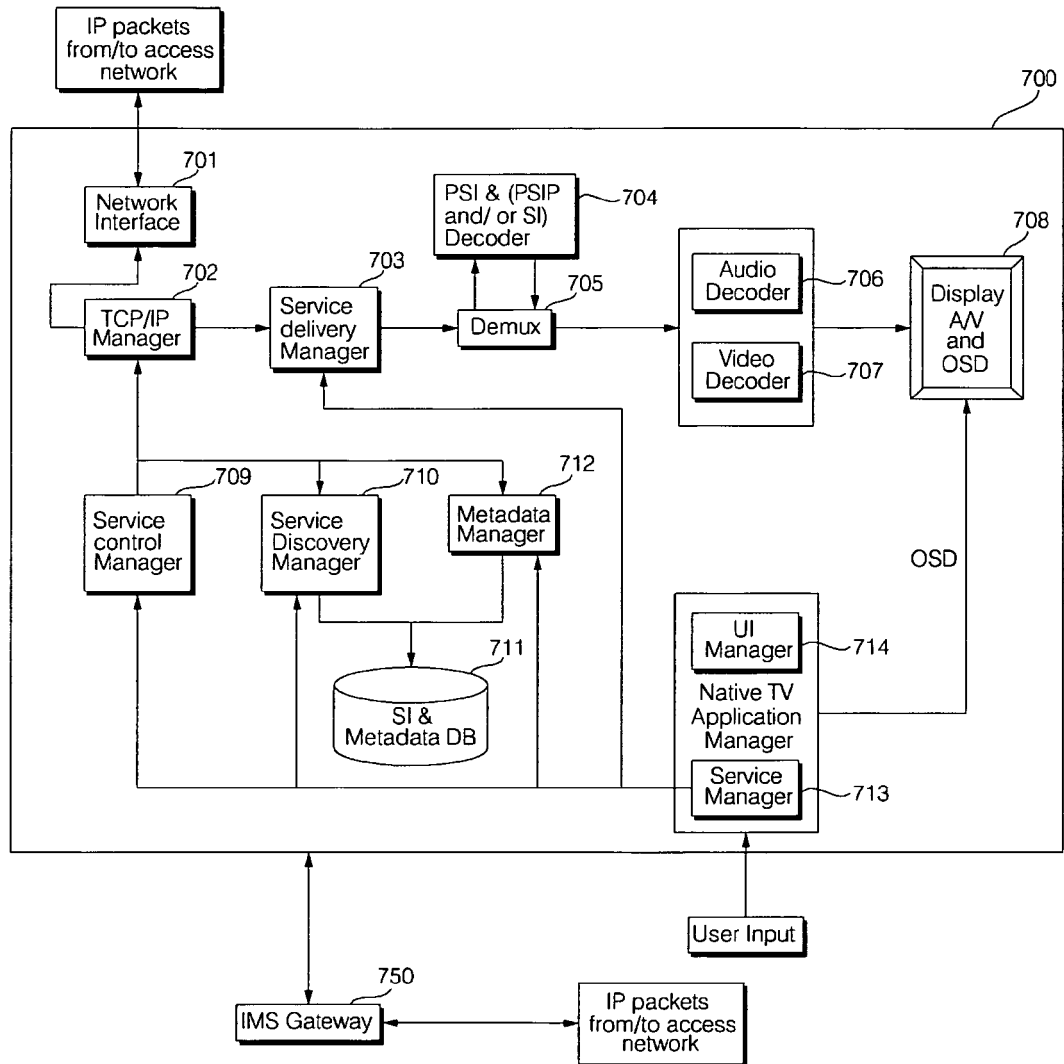 IP packets
from/to access
network
700
701
Network
Interface
PSI & (PSIP
and/ or SI)
Decoder
704
708
702
TCP/IP
Manager
703
Service
delivery
Manager
705
Demux
Audio
Decoder
706
Video
Decoder
707
Display
A/V
and
OSD
709
Service
control
Manager
710
Service
Discovery
Manager
712
Metadata
Manager
OSD
711
SI &
Metadata DB
UI
Manager
714
Native TV
Application
Manager
Service
Manager
713
User Input
750
IMS Gateway
IP packets
from/to access
network